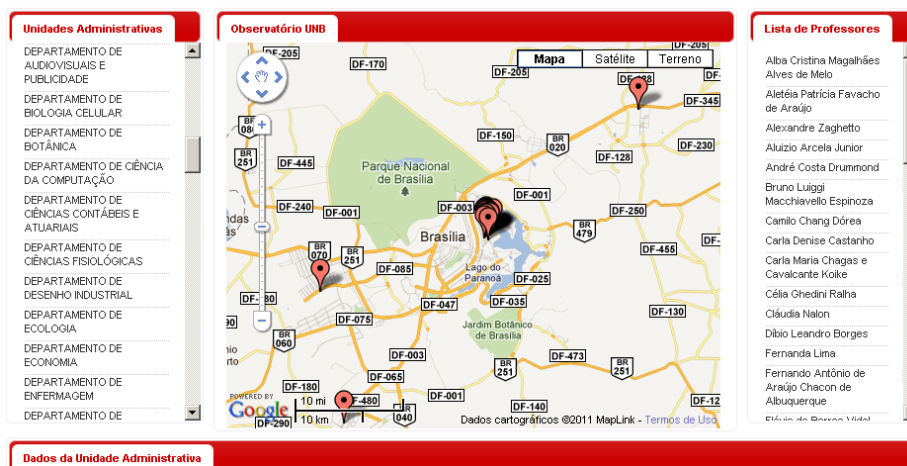 Unidades Administrativas
DEPARTAMENTO DE
AUDIOVISUAIS E
PUBLICIDADE
DEPARTAMENTO DE
BIOLOGIA CELULAR
DEPARTAMENTO DE
BOTÂNICA
DEPARTAMENTO DE CIÊNCIA
DA COMPUTAÇÃO
DEPARTAMENTO DE
CIÊNCIAS CONTÁBEIS E
ATUARIAIS
DEPARTAMENTO DE
CIÊNCIAS FISIOLÓGICAS
DEPARTAMENTO DE
DESENHO INDUSTRIAL
DEPARTAMENTO DE
ECOLOGIA
DEPARTAMENTO DE
ECONOMIA
DEPARTAMENTO DE
ENFERMAGEM
DEPARTAMENTO DE
Observatório UNB
Mapa Satélite Terreno
DF-205
DF-205
DF-170
DF-205
DF-345
DF-150
BR
020
DF-128
DF-230
BR
251
DF-445
Parque Nacional
de Brasília
DF-240
DF-001
DF-003
DF-001
DF-250
BR
479
Brasília
DF-455
BR
070
BR
251
DF-085
Lago do
Paranoá
DF-025
DF-047
DF-035
DF-130
DF-075
Jardim Botânico
de Brasília
BR
060
DF-003
DF-473
BR
251
BR
251
DF-065
DF-180
DF-001
DF-140
DF-290
040
POWERED BY
Google
10 mi
10 km
Dados cartográficos ©2011 MapLink - Termos de Uso
Lista de Professores
Alba Cristina Magalhães
Alves de Melo
Aletéia Patrícia Favacho
de Araújo
Alexandre Zaghetto
Aluizio Arcela Junior
André Costa Drummond
Bruno Luiggi
Macchiavello Espinoza
Camilo Chang Dórea
Carla Denise Castanho
Carla Maria Chagas e
Cavalcante Koike
Célia Ghedini Ralha
Cláudia Nalon
Díbio Leandro Borges
Fernanda Lima
Fernando Antônio de
Araújo Chacon de
Albuquerque
Dados da Unidade Administrativa